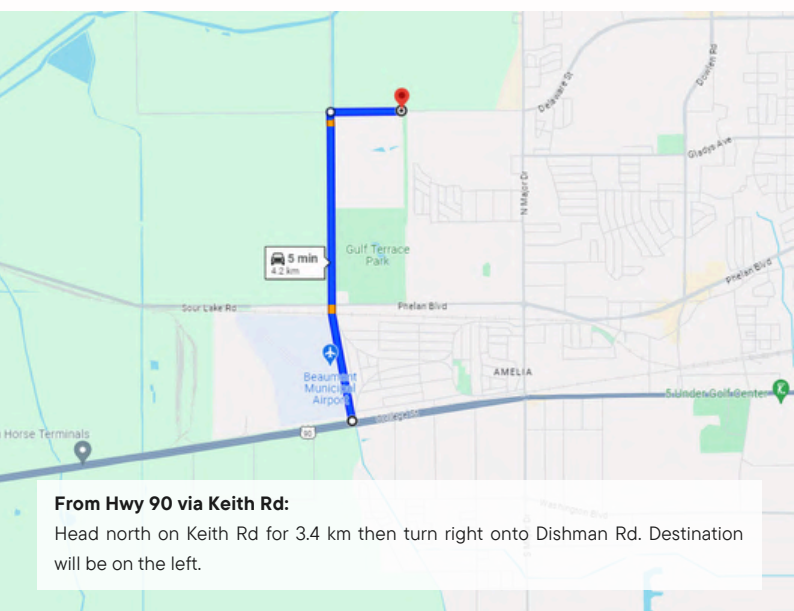 Delaware St
Dowlen Rd
Gladys Ave
N Major Dr
5 min
4.2 km
Gulf Terrace
Park
Phelan Blvd
Sour Lake Rd
Phelan Blvd
Beaumont
Municipal
Airport
AMELIA
5 Under Golf Center
Horse Terminals
90
From Hwy 90 via Keith Rd:
Head north on Keith Rd for 3.4 km then turn right onto Dishman Rd. Destination
will be on the left.